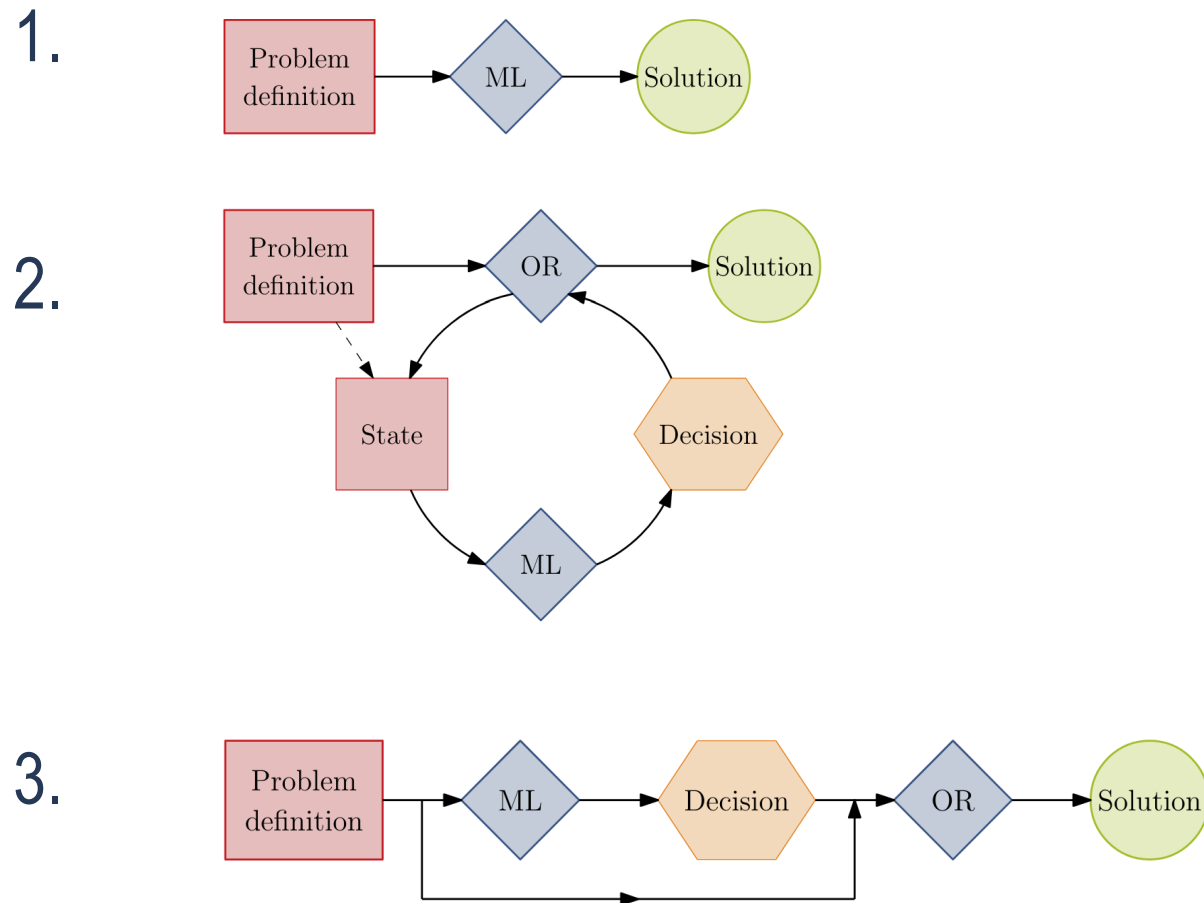 1.
Problem
definition
ML
Solution
2.
Problem
definition
OR
Solution
State
Decision
ML
3.
Problem
definition
ML
Decision
OR
Solution